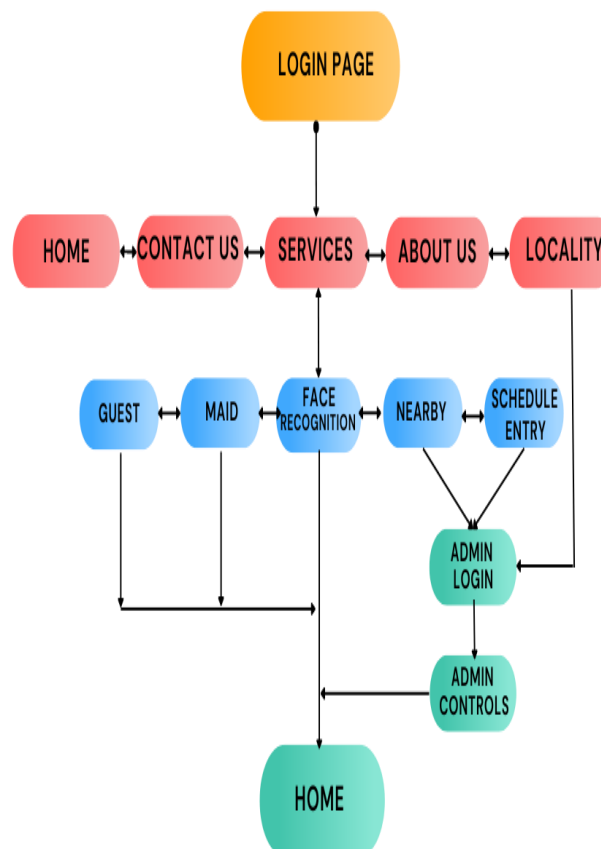 LOGIN PAGE
HOME
CONTACT US
SERVICES
ABOUT US
LOCALITY
GUEST
MAID
FACE
RECOGNITION
NEARBY
SCHEDULE
ENTRY
ADMIN
LOGIN
ADMIN
CONTROLS
HOME